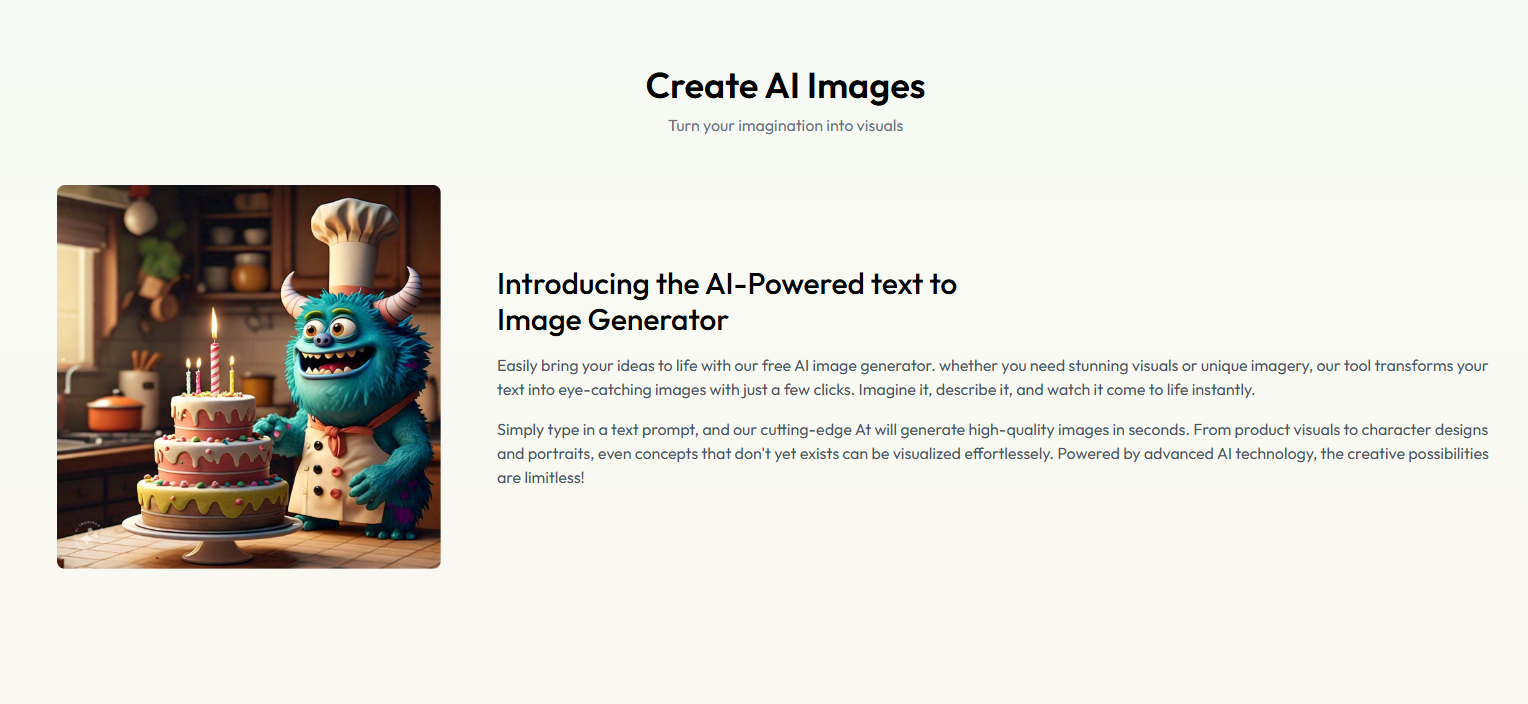 Create AI Images
Turn your imagination into visuals
Introducing the AI-Powered text to
Image Generator
Easily bring your ideas to life with our free AI image generator. whether you need stunning visuals or unique imagery, our tool transforms your
text into eye-catching images with just a few clicks. Imagine it, describe it, and watch it come to life instantly.
Simply type in a text prompt, and our cutting-edge At will generate high-quality images in seconds. From product visuals to character designs
and portraits, even concepts that don't yet exists can be visualized effortlessly. Powered by advanced AI technology, the creative possibilities
are limitless!